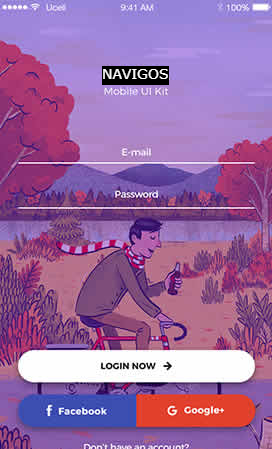 Ucell 9:41 AM 100%
NAVIGOS
Mobile UI Kit
E-mail
Password
LOGIN NOW
f Facebook G Google+
Don't have an account?